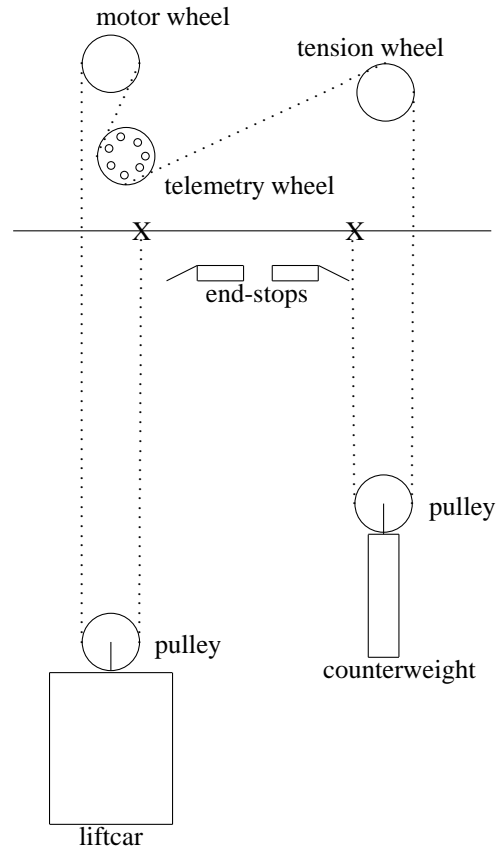 motor wheel
tension wheel
telemetry wheel
X X
end-stops
pulley
pulley
counterweight
liftcar